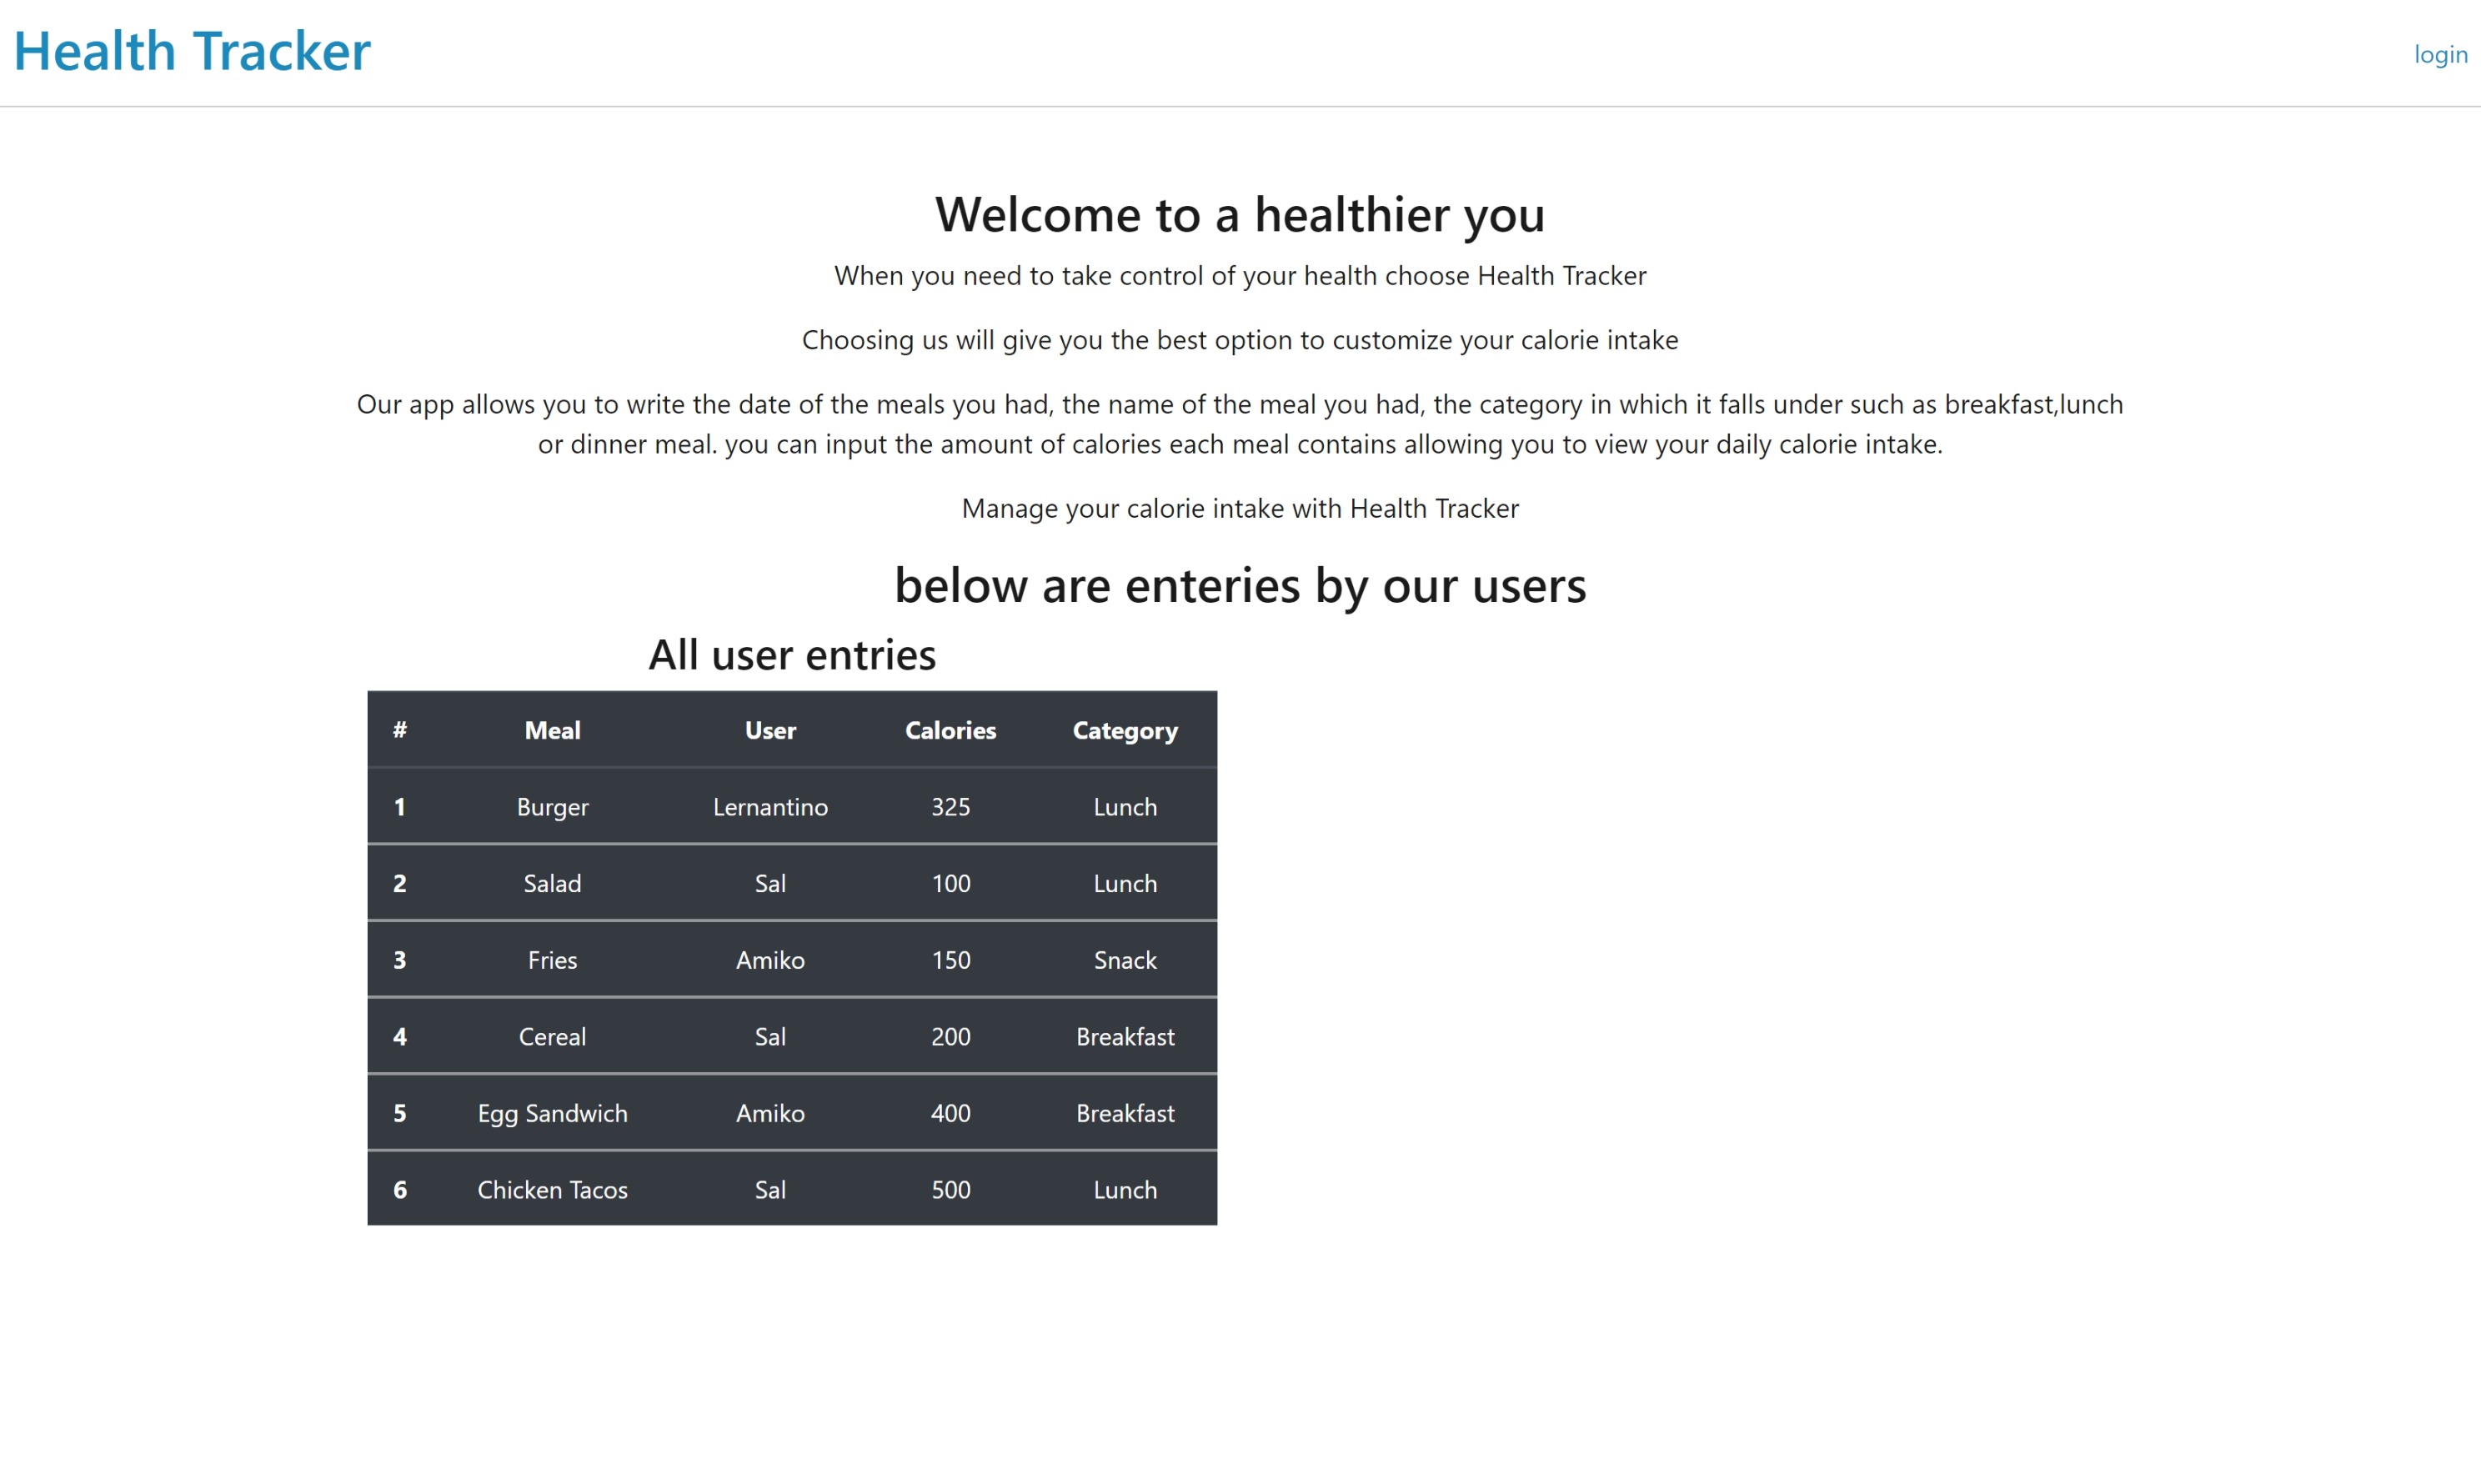 Health Tracker
login
Welcome to a healthier you
When you need to take control of your health choose Health Tracker
Choosing us will give you the best option to customize your calorie intake
Our app allows you to write the date of the meals you had, the name of the meal you had, the category in which it falls under such as breakfast,lunch
or dinner meal. you can input the amount of calories each meal contains allowing you to view your daily calorie intake.
Manage your calorie intake with Health Tracker
below are enteries by our users
All user entries
# Meal User Calories Category
1 Burger Lernantino 325 Lunch
2 Salad Sal 100 Lunch
3 Fries Amiko 150 Snack
4 Cereal Sal 200 Breakfast
5 Egg Sandwich Amiko 400 Breakfast
6 Chicken Tacos Sal 500 Lunch